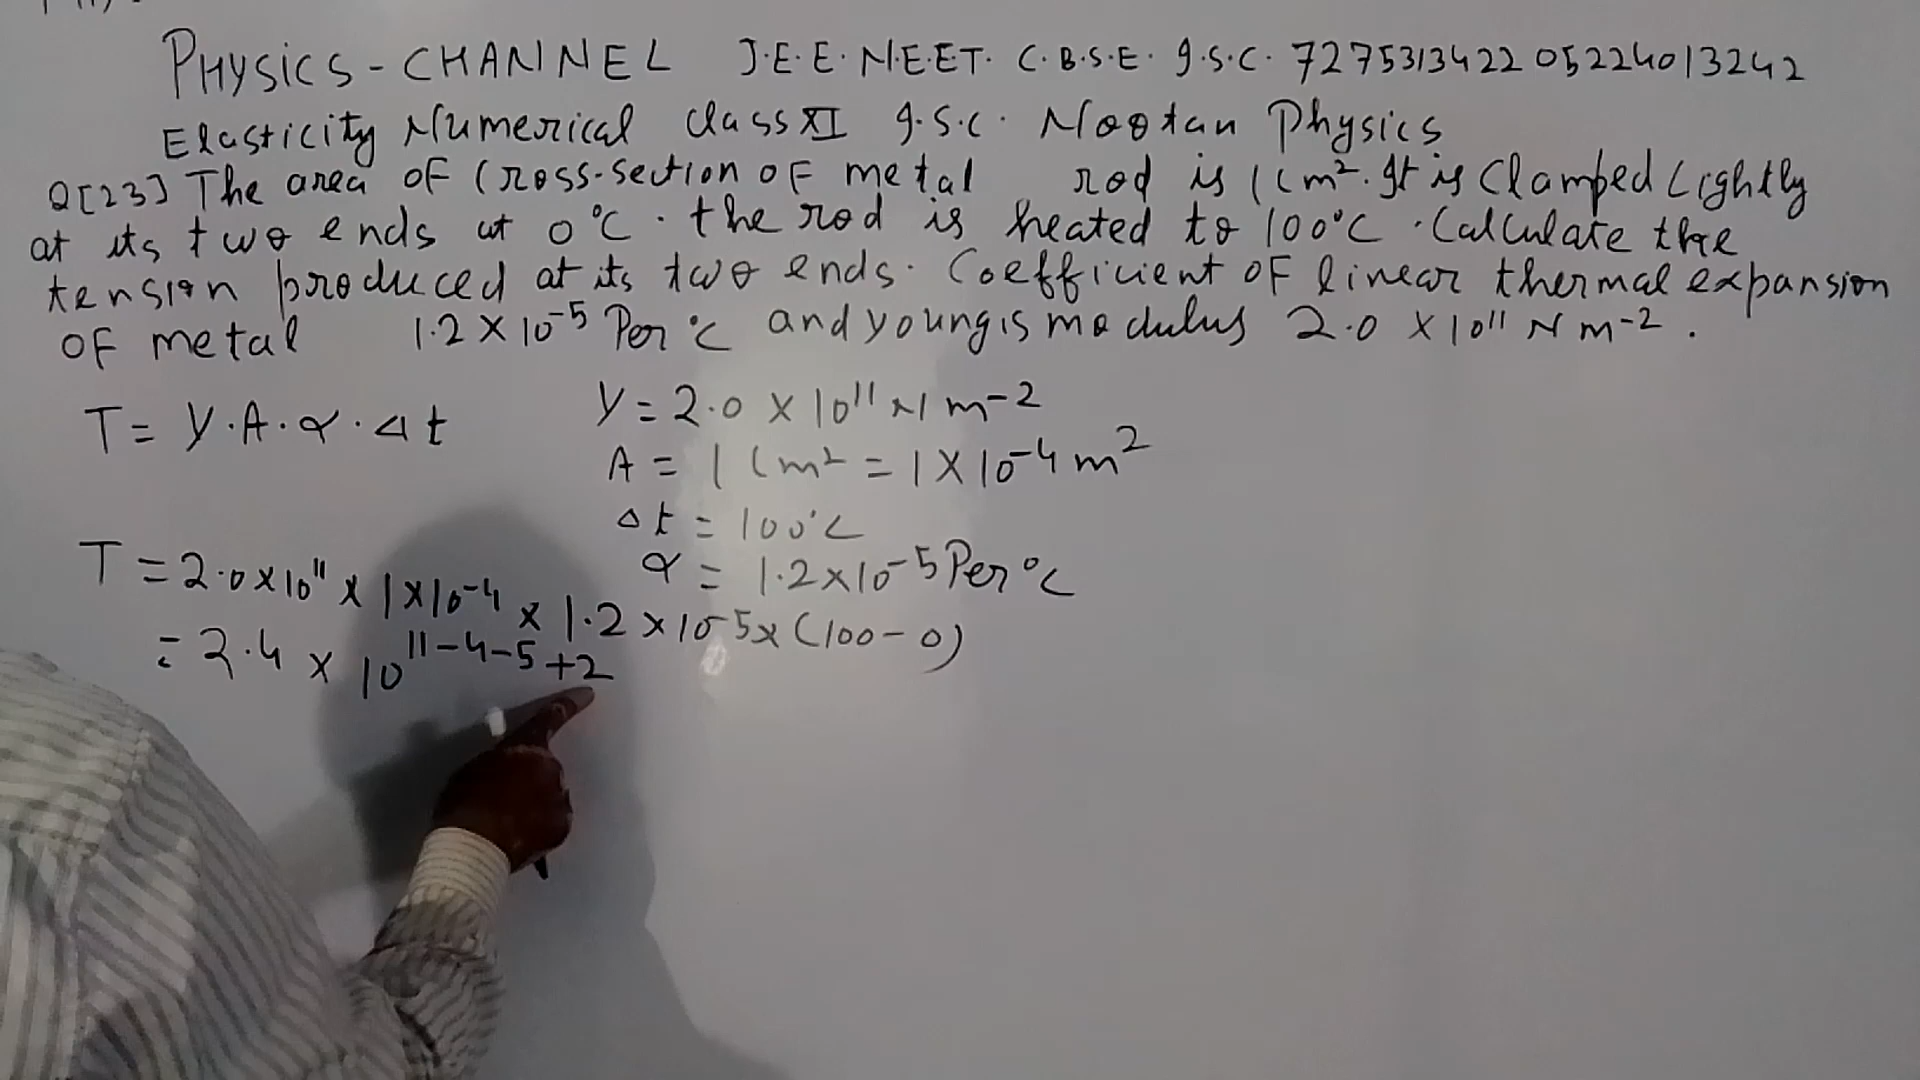 PHYSICS-CHANNEL J.E.E. N.E.E.T. C.B.S.E. I.S.C. 7275313422 05224013242
Elasticity Numerical class XI I.S.C. Nootan Physics
Q[23] The area of Cross-section of metal rod is 1 cm². It is Clamped Lightly
at its two ends at 0°C. the rod is heated to 100°C. Calculate the
tension produced at its two ends. Coefficient of linear thermal expansion
of metal 1.2 × 10⁻⁵ Per °C and youngis modulus 2.0 × 10¹¹ N m⁻².
T = Y·A·α·Δt
Y = 2.0 × 10¹¹ N m⁻²
A = 1 Cm² = 1 × 10⁻⁴ m²
Δt = 100°C
α = 1.2 × 10⁻⁵ Per °C
T = 2.0 × 10¹¹ × 1 × 10⁻⁴ × 1.2 × 10⁻⁵ × (100 - 0)
= 2.4 × 10¹¹⁻⁴⁻⁵⁺²